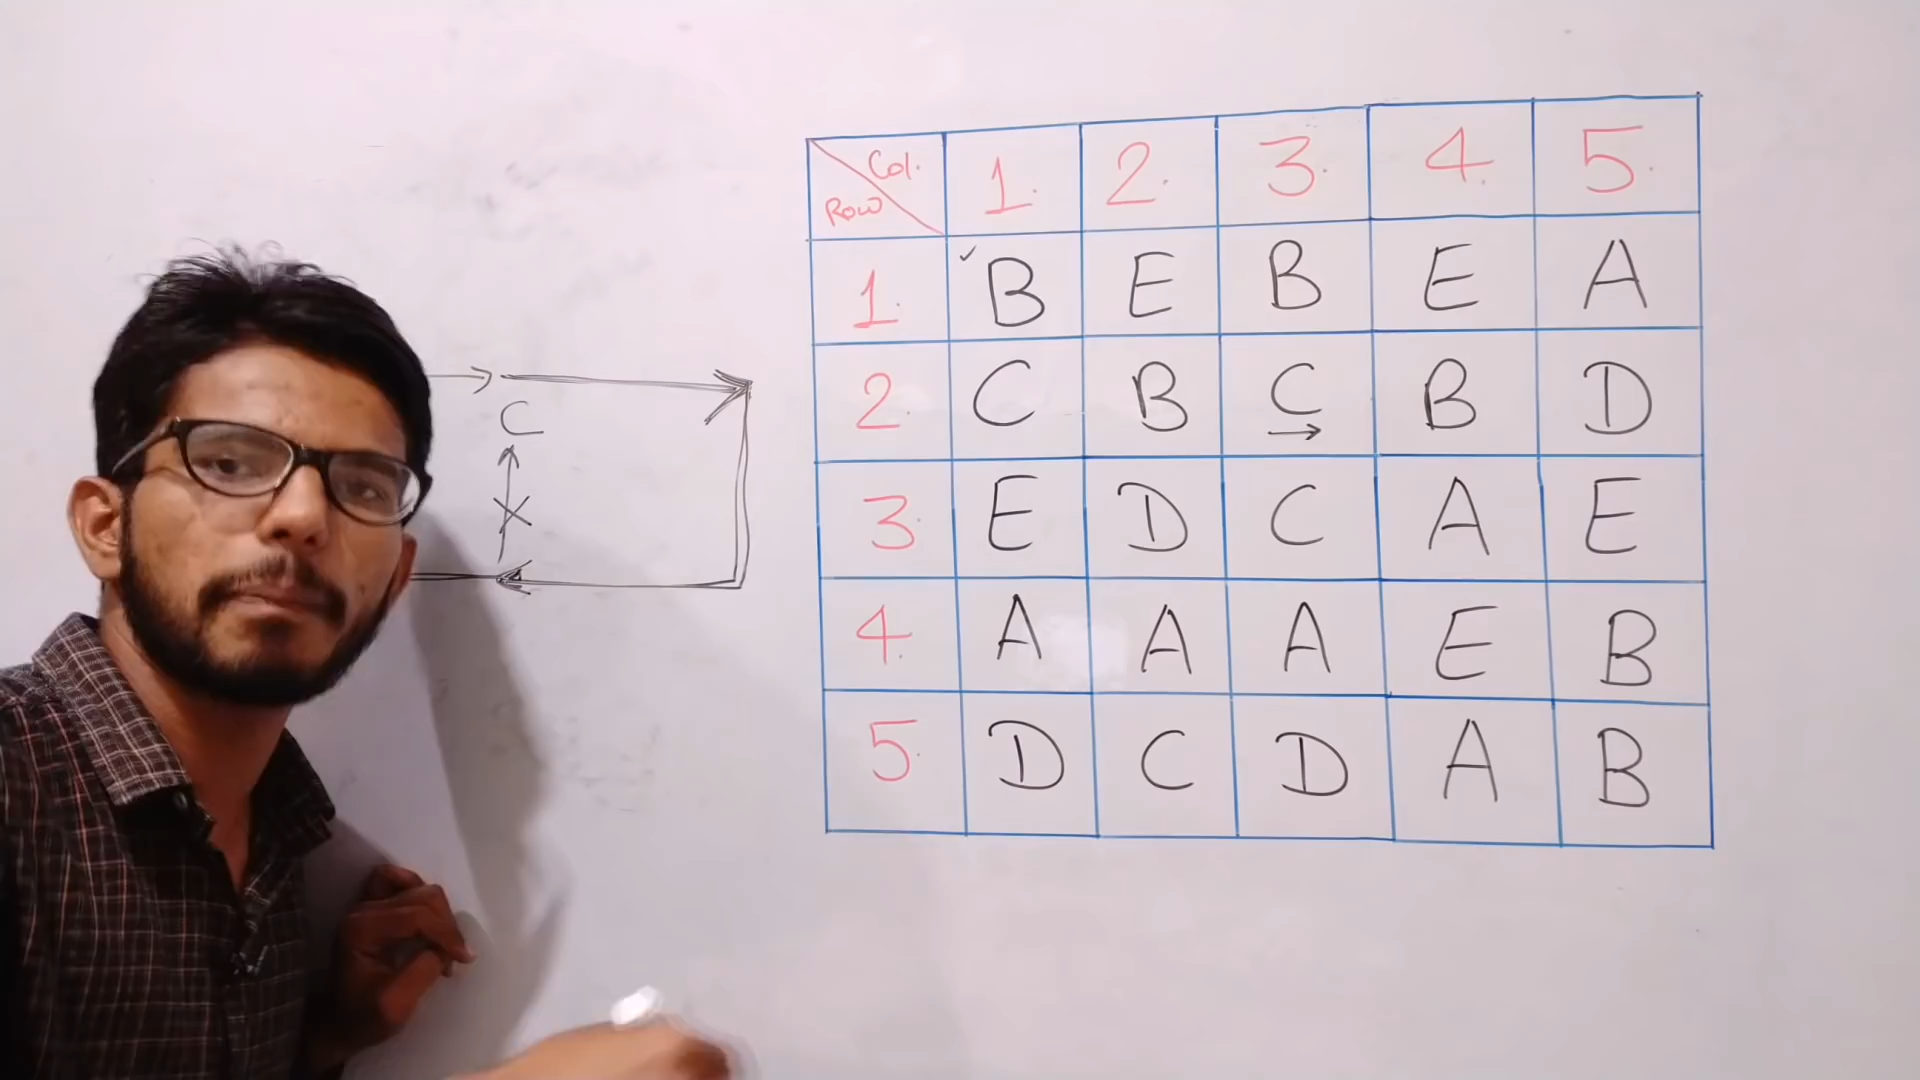 C
Col. 1. 2. 3. 4. 5.
Row
1. B E B E A
2. C B C B D
3. E D C A E
4. A A A E B
5. D C D A B